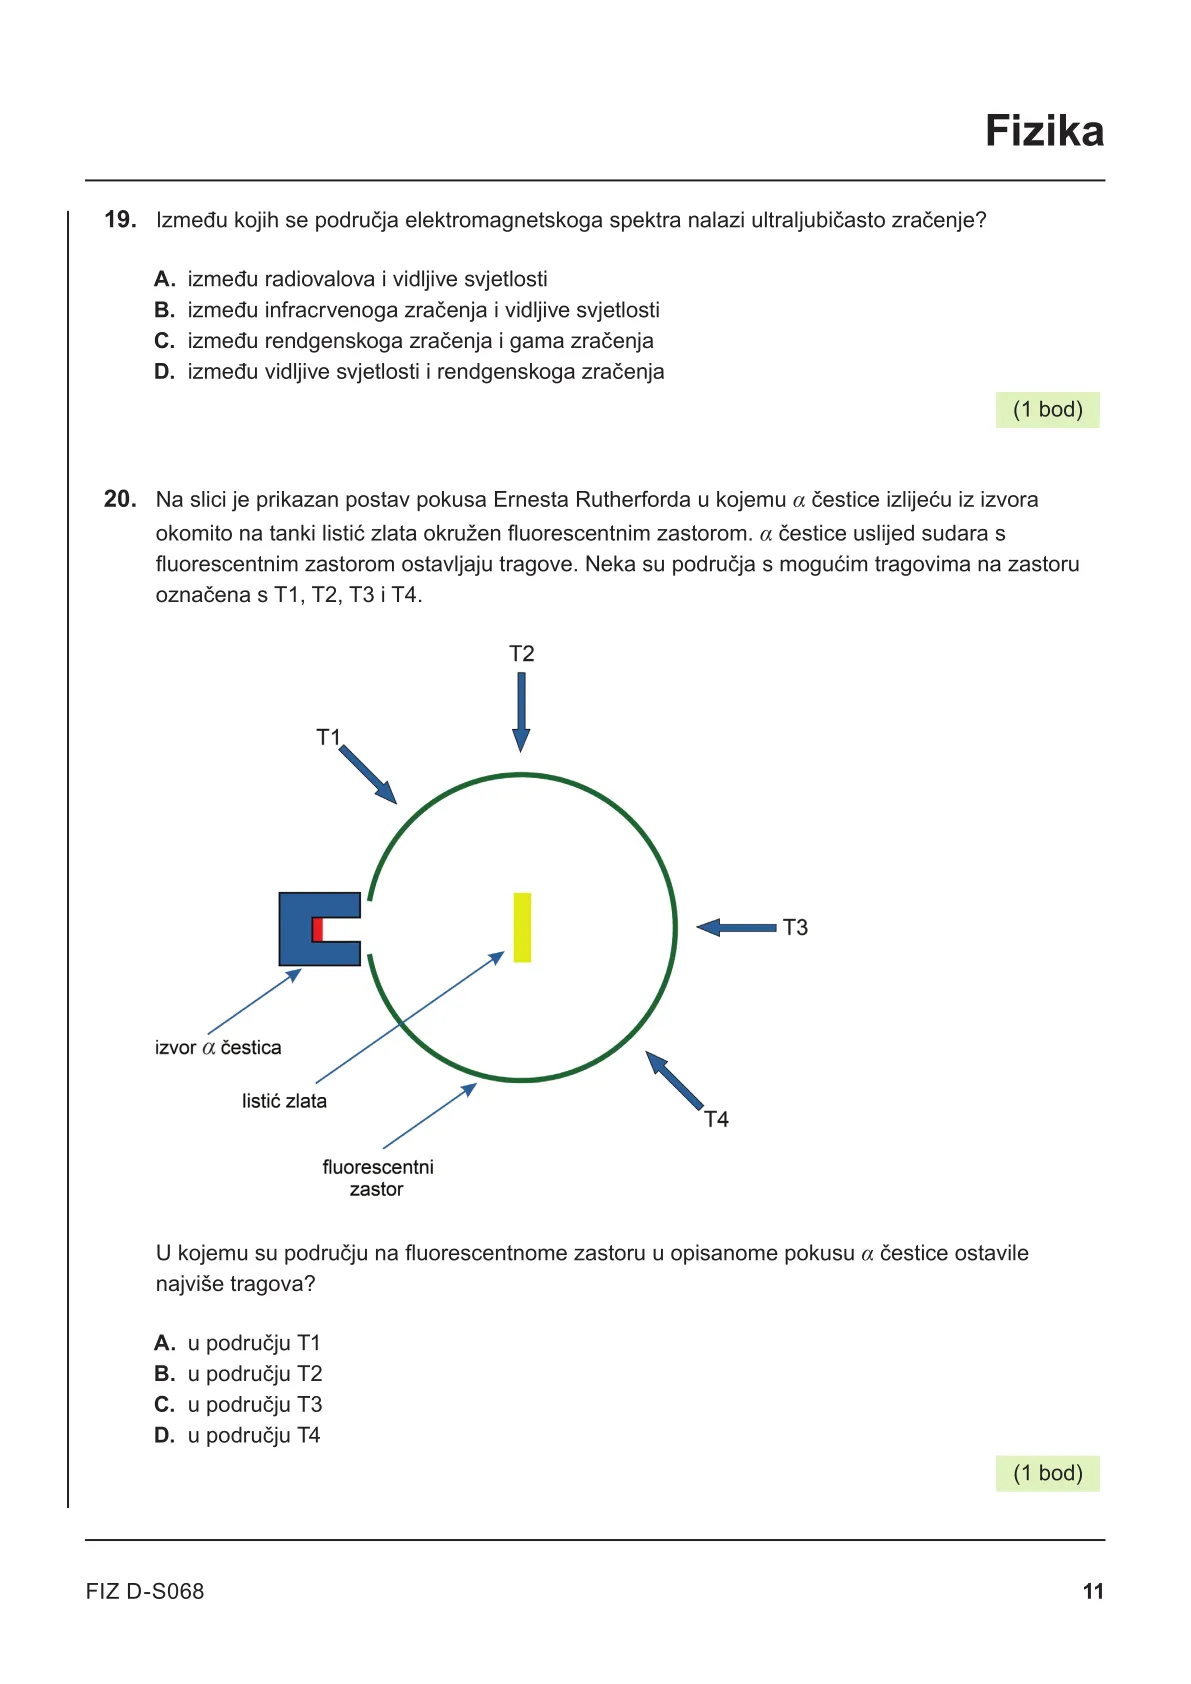 Fizika
19. Između kojih se područja elektromagnetskoga spektra nalazi ultraljubičasto zračenje?
A. između radiovalova i vidljive svjetlosti
B. između infracrvenoga zračenja i vidljive svjetlosti
C. između rendgenskoga zračenja i gama zračenja
D. između vidljive svjetlosti i rendgenskoga zračenja
(1 bod)
20. Na slici je prikazan postav pokusa Ernesta Rutherforda u kojemu α čestice izlijeću iz izvora
okomito na tanki listić zlata okružen fluorescentnim zastorom. α čestice uslijed sudara s
fluorescentnim zastorom ostavljaju tragove. Neka su područja s mogućim tragovima na zastoru
označena s T1, T2, T3 i T4.
T2
T1
T3
izvor α čestica
listić zlata
T4
fluorescentni
zastor
U kojemu su području na fluorescentnome zastoru u opisanome pokusu α čestice ostavile
najviše tragova?
A. u području T1
B. u području T2
C. u području T3
D. u području T4
(1 bod)
FIZ D-S068
11